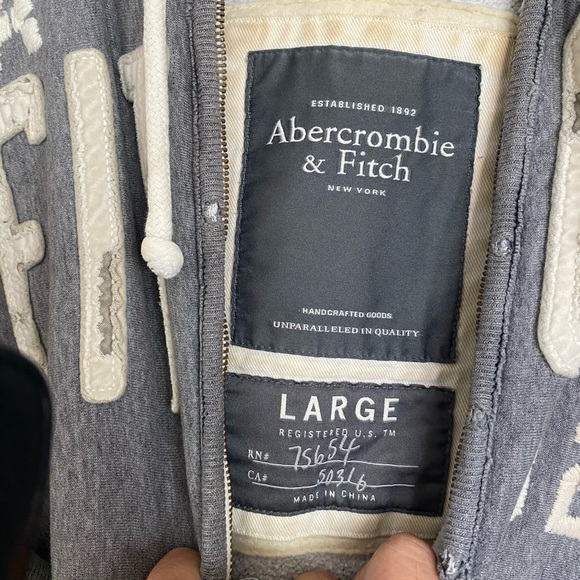 ESTABLISHED 1892
Abercrombie
& Fitch
NEW YORK
HANDCRAFTED GOODS
UNPARALLELED IN QUALITY
LARGE
REGISTERED U.S. TM
RN# 75654
CA# 50316
MADE IN CHINA